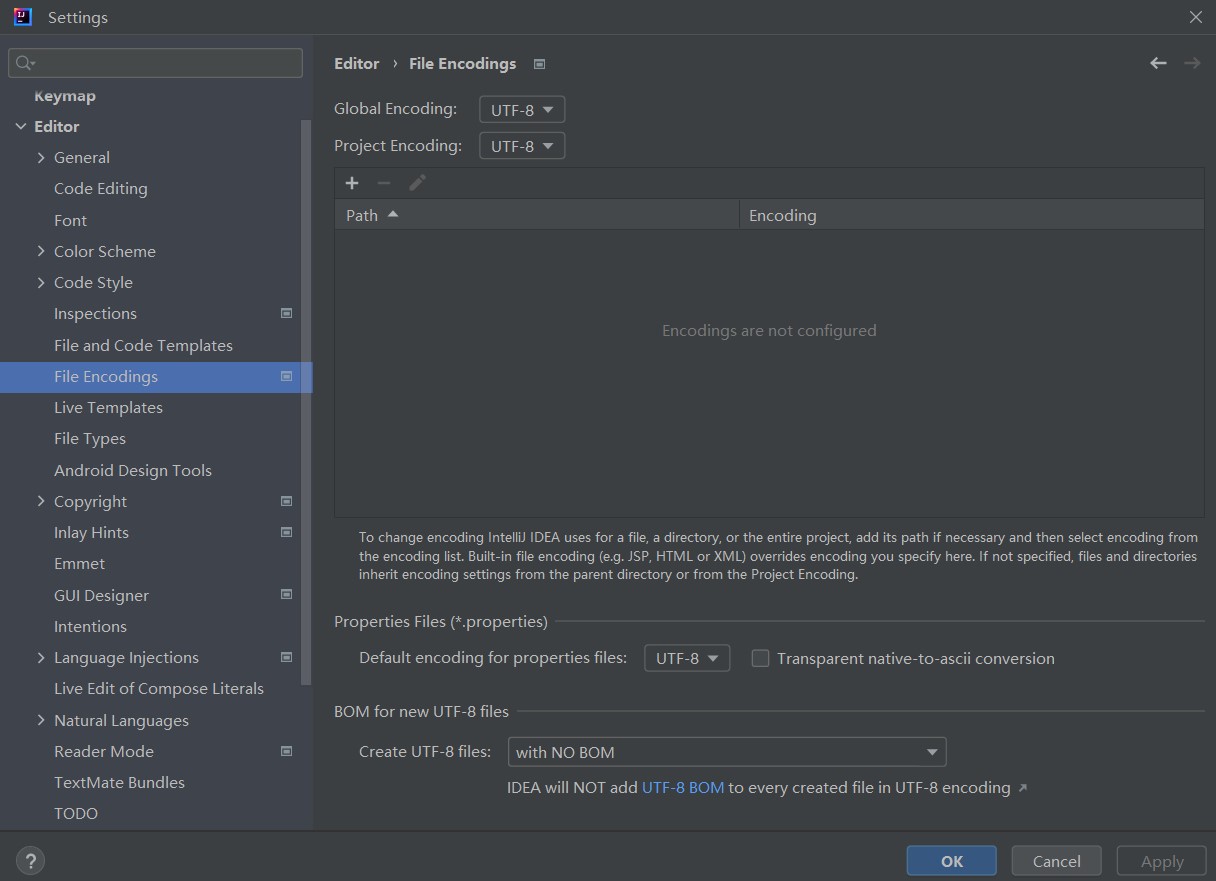 Settings
Keymap
Editor
General
Code Editing
Font
Color Scheme
Code Style
Inspections
File and Code Templates
File Encodings
Live Templates
File Types
Android Design Tools
Copyright
Inlay Hints
Emmet
GUI Designer
Intentions
Language Injections
Live Edit of Compose Literals
Natural Languages
Reader Mode
TextMate Bundles
TODO
Editor › File Encodings
Global Encoding: UTF-8
Project Encoding: UTF-8
Path Encoding
Encodings are not configured
To change encoding IntelliJ IDEA uses for a file, a directory, or the entire project, add its path if necessary and then select encoding from
the encoding list. Built-in file encoding (e.g. JSP, HTML or XML) overrides encoding you specify here. If not specified, files and directories
inherit encoding settings from the parent directory or from the Project Encoding.
Properties Files (*.properties)
Default encoding for properties files: UTF-8 Transparent native-to-ascii conversion
BOM for new UTF-8 files
Create UTF-8 files: with NO BOM
IDEA will NOT add UTF-8 BOM to every created file in UTF-8 encoding ↗
? OK Cancel Apply